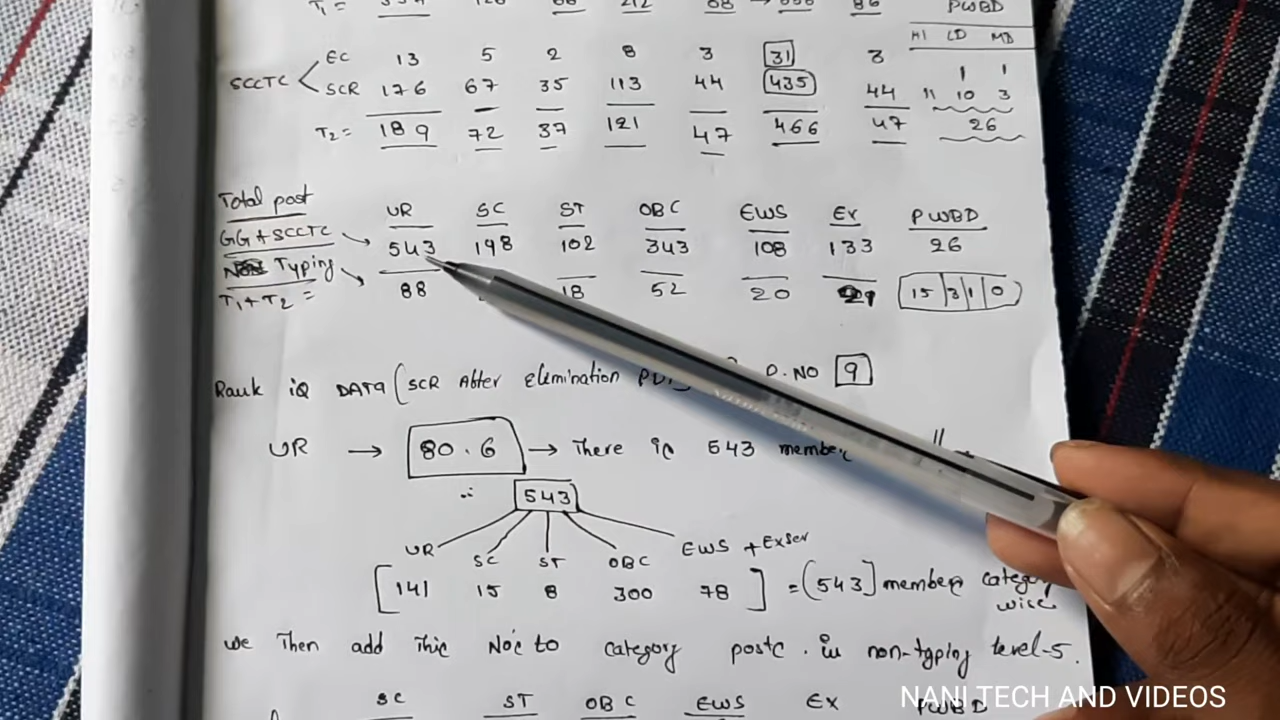 T1 =
86 PWBD
HI LD MD
EC 13 5 2 8 3 31 3 1 1
SCCTC SCR 176 67 35 113 44 435 44 11 10 3
T2 = 189 72 37 121 47 466 47 26
Total post UR SC ST OBC EWS EX PWBD
GG + SCCTC 543 198 102 343 108 133 26
Typing
T1 + T2 = 88 18 52 20 15 3 1 0
Rank iQ DATA (SCR After Elemination P.NO 9
UR → 80.6 → There is 543 member
543
UR SC ST OBC EWS + Exser
[141 15 8 300 78] = (543] members category
wise
we Then add This No's to category posts. in non-typing level-5.
SC ST OBC EWS EX PWBD
NANI TECH AND VIDEOS